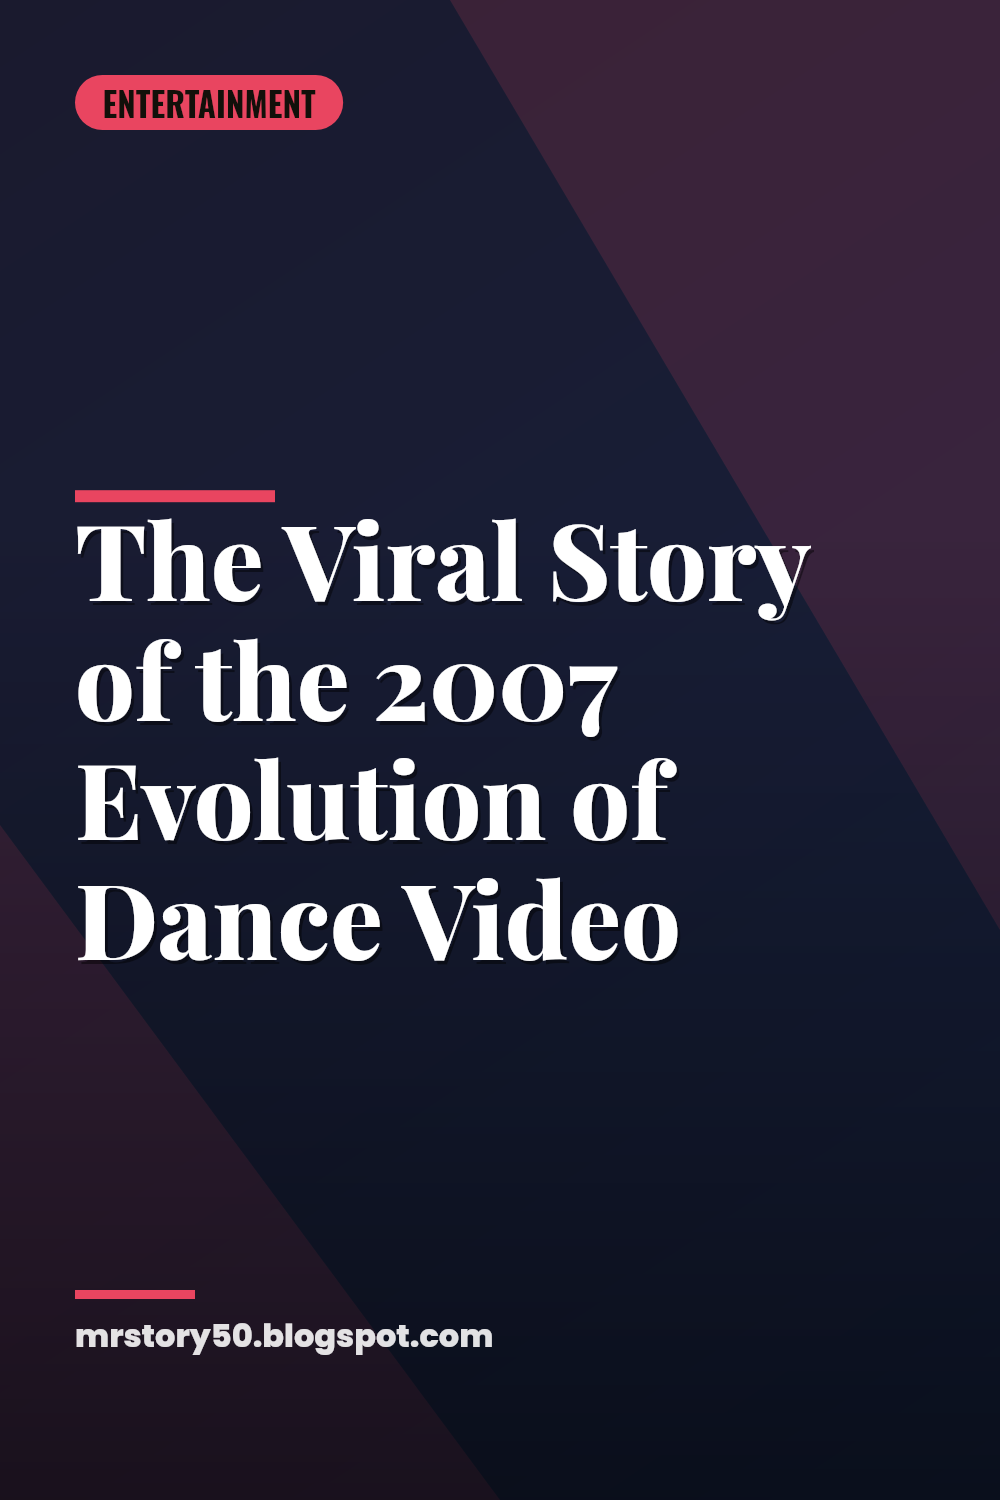 ENTERTAINMENT
The Viral Story
of the 2007
Evolution of
Dance Video
mrstory50.blogspot.com